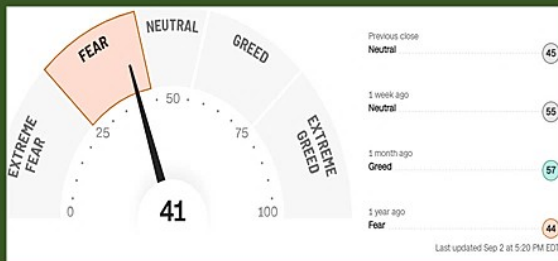 EXTREME FEAR
FEAR
NEUTRAL
GREED
EXTREME GREED
0
25
50
75
100
41
Previous close
Neutral 45
1 week ago
Neutral 55
1 month ago
Greed 57
1 year ago
Fear 44
Last updated Sep 2 at 5:20 PM EDT